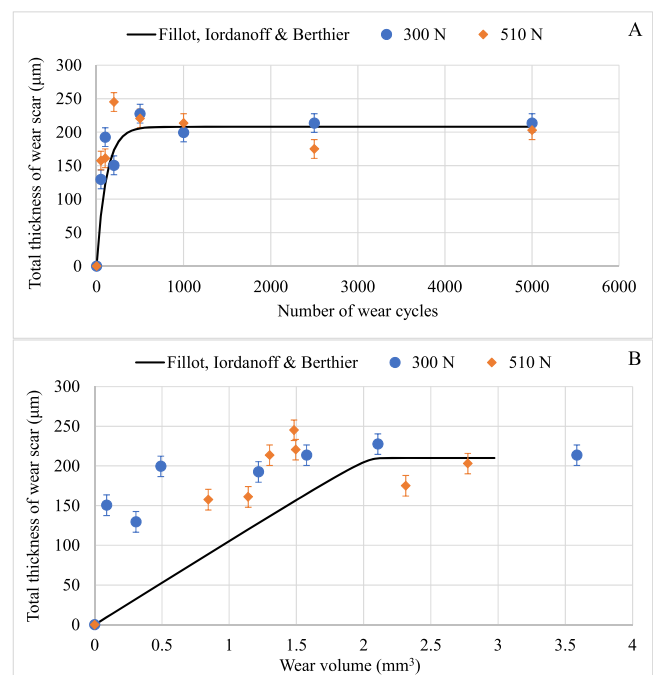 A
Fillot, Iordanoff & Berthier 300 N 510 N
300
250
200
150
100
50
0
0 1000 2000 3000 4000 5000 6000
Total thickness of wear scar (µm)
Number of wear cycles
B
Fillot, Iordanoff & Berthier 300 N 510 N
300
250
200
150
100
50
0
0 0.5 1 1.5 2 2.5 3 3.5 4
Total thickness of wear scar (µm)
Wear volume (mm³)